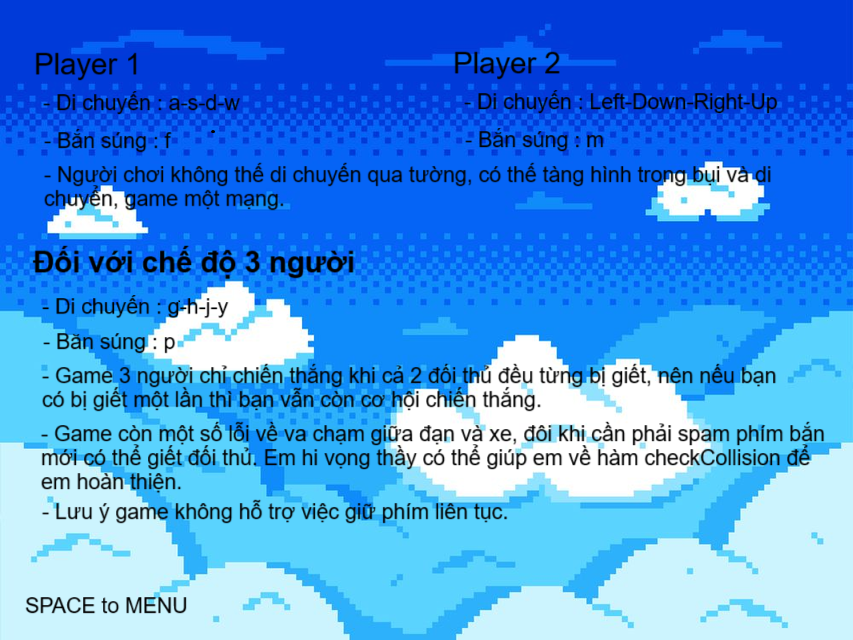 Player 1
Player 2
- Di chuyển : a-s-d-w
- Di chuyển : Left-Down-Right-Up
- Bắn súng : f
- Bắn súng : m
- Người chơi không thể di chuyển qua tường, có thể tàng hình trong bụi và di
chuyển, game một mạng.
Đối với chế độ 3 người
- Di chuyển : g-h-j-y
- Băn súng : p
- Game 3 người chỉ chiến thắng khi cả 2 đối thủ đều từng bị giết, nên nếu bạn
có bị giết một lần thì bạn vẫn còn cơ hội chiến thắng.
- Game còn một số lỗi về va chạm giữa đạn và xe, đôi khi cần phải spam phím bắn
mới có thể giết đối thủ. Em hi vọng thầy có thể giúp em về hàm checkCollision để
em hoàn thiện.
- Lưu ý game không hỗ trợ việc giữ phím liên tục.
SPACE to MENU